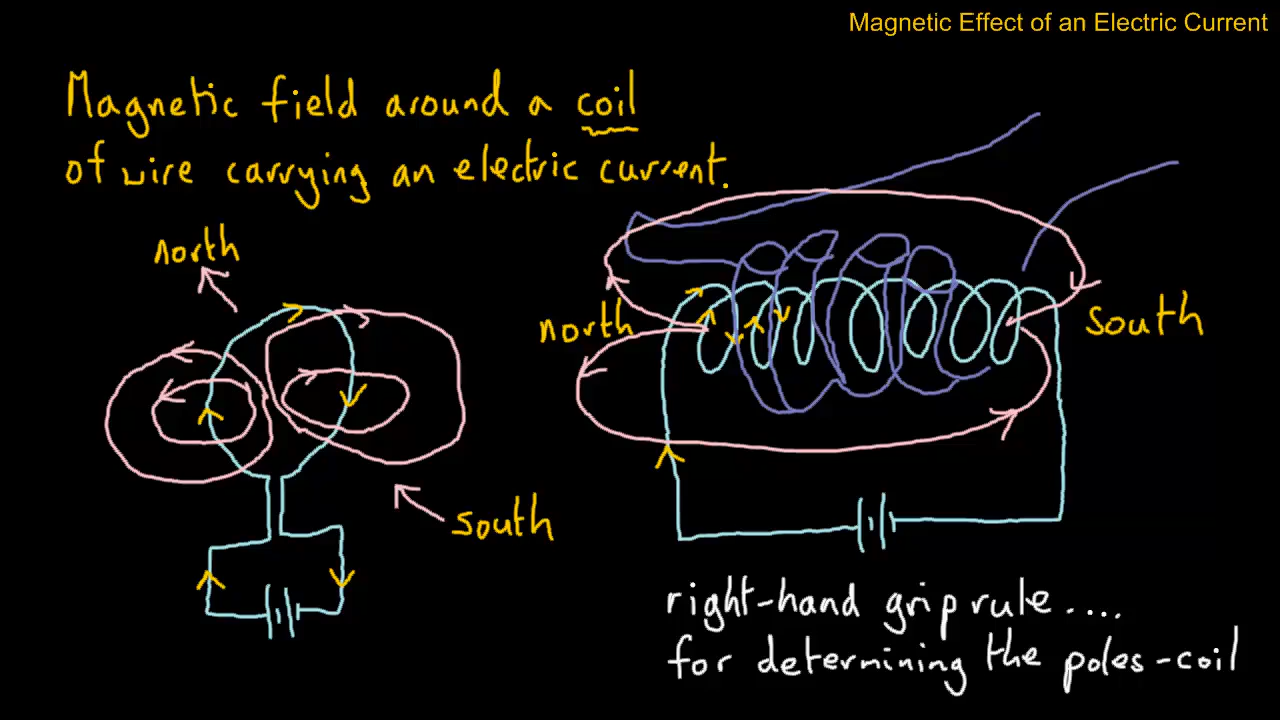 Magnetic Effect of an Electric Current
Magnetic field around a coil
of wire carrying an electric current.
north
south
north
south
right-hand grip rule....
for determining the poles-coil